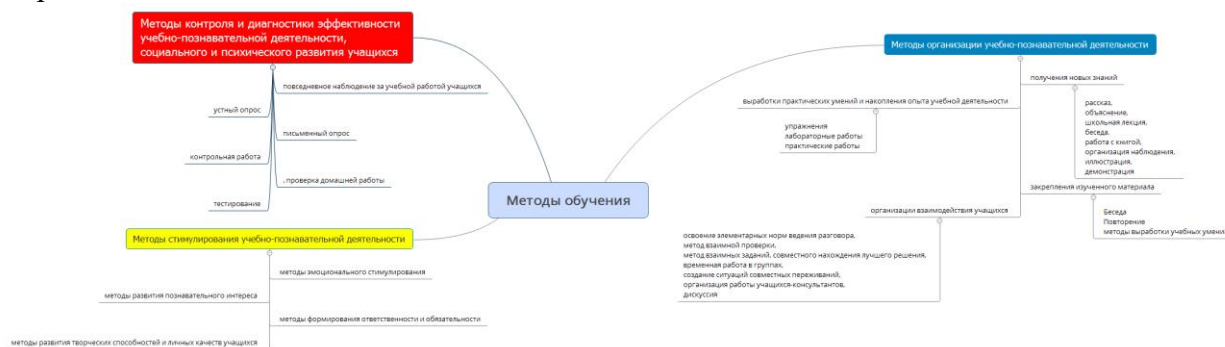 Методы контроля и диагностики эффективности
учебно-познавательной деятельности,
социального и психического развития учащихся
повседневное наблюдение за учебной работой учащихся
устный опрос
письменный опрос
контрольная работа
, проверка домашней работы
тестирование
Методы стимулирования учебно-познавательной деятельности
методы эмоционального стимулирования
методы развития познавательного интереса
методы формирования ответственности и обязательности
методы развития творческих способностей и личных качеств учащихся
Методы обучения
Методы организации учебно-познавательной деятельности
получения новых знаний
рассказ,
объяснение,
школьная лекция,
беседа,
работа с книгой,
организация наблюдения,
иллюстрация,
демонстрация
выработки практических умений и накопления опыта учебной деятельности
упражнения
лабораторные работы
практические работы
закрепления изученного материала
Беседа
Повторение
методы выработки учебных умений
организации взаимодействия учащихся
освоение элементарных норм ведения разговора,
метод взаимной проверки,
метод взаимных заданий, совместного нахождения лучшего решения,
временная работа в группах,
создание ситуаций совместных переживаний,
организация работы учащихся-консультантов,
дискуссия